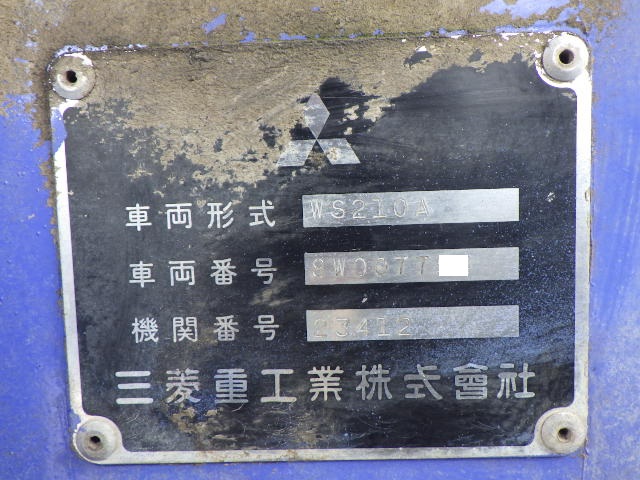 車両形式 WS210A
車両番号 8W0377
機関番号 23412
三菱重工業株式會社